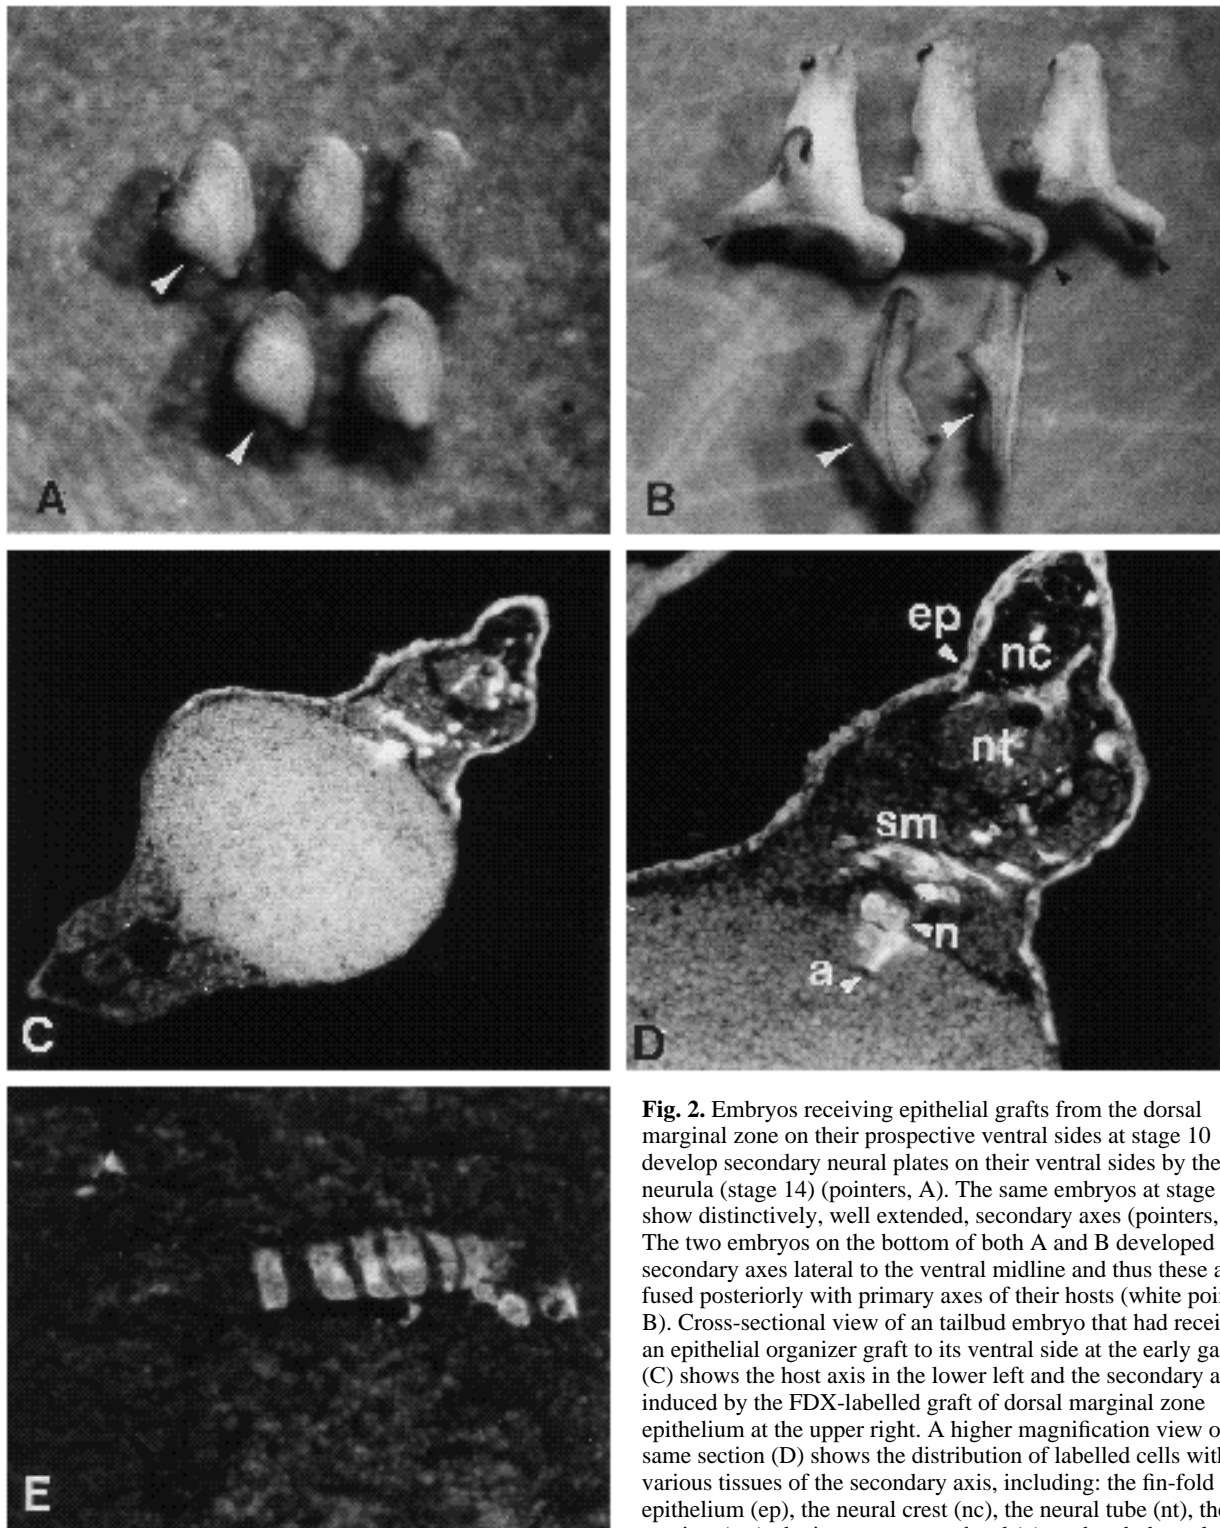 A
B
C
ep
nc
nt
sm
n
a
D
E
Fig. 2. Embryos receiving epithelial grafts from the dorsal
marginal zone on their prospective ventral sides at stage 10
develop secondary neural plates on their ventral sides by the
neurula (stage 14) (pointers, A). The same embryos at stage
show distinctively, well extended, secondary axes (pointers,
The two embryos on the bottom of both A and B developed
secondary axes lateral to the ventral midline and thus these
fused posteriorly with primary axes of their hosts (white
B). Cross-sectional view of an tailbud embryo that had
an epithelial organizer graft to its ventral side at the early
(C) shows the host axis in the lower left and the secondary
induced by the FDX-labelled graft of dorsal marginal zone
epithelium at the upper right. A higher magnification view
same section (D) shows the distribution of labelled cells
various tissues of the secondary axis, including: the fin-fold
epithelium (ep), the neural crest (nc), the neural tube (nt), the